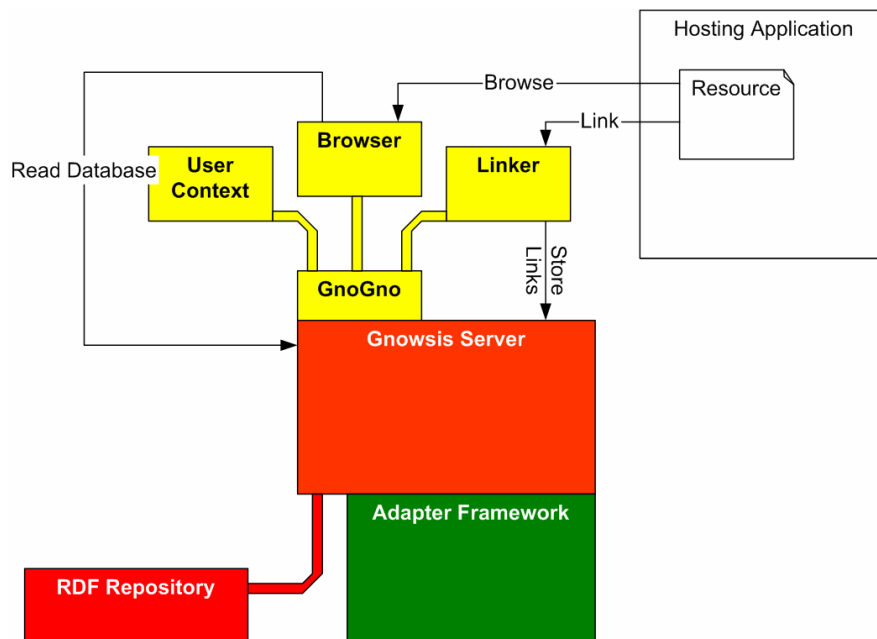 Hosting Application
Resource
Browse
Link
Browser
User
Context
Linker
Read Database
Store
Links
GnoGno
Gnowsis Server
Adapter Framework
RDF Repository